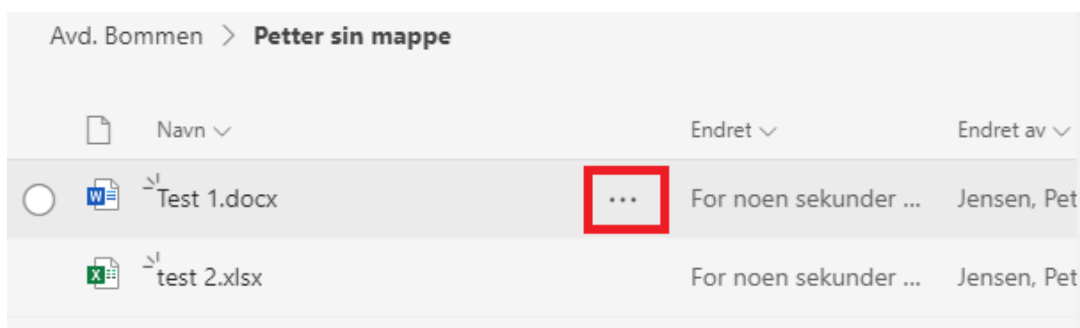 Avd. Bommen > Petter sin mappe
Navn Endret Endret av
Test 1.docx ... For noen sekunder ... Jensen, Pet
test 2.xlsx For noen sekunder ... Jensen, Pet